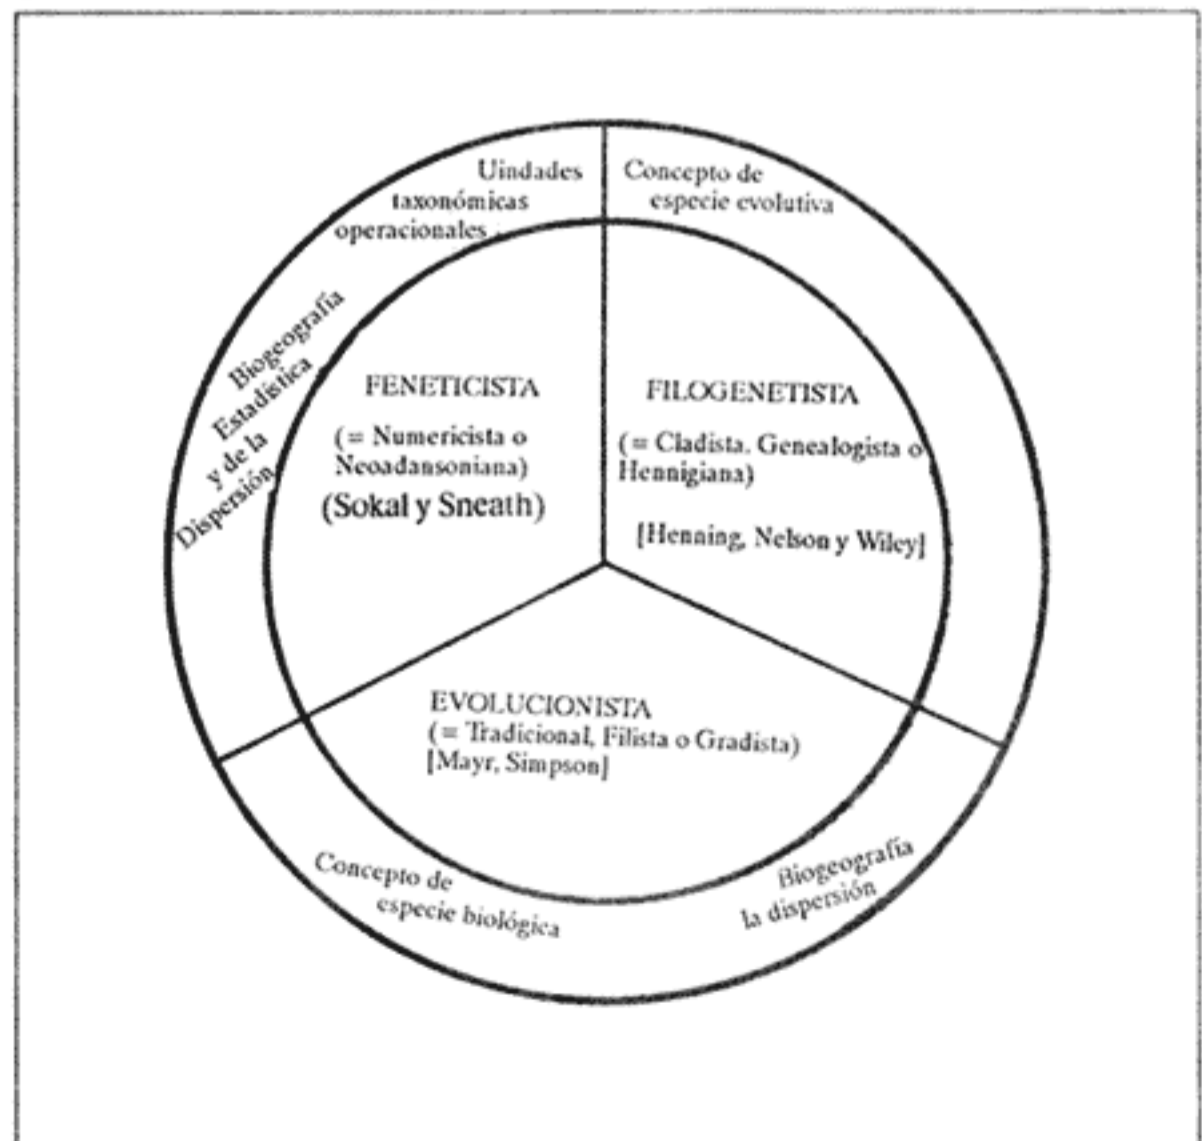 Uindades
taxonómicas
operacionales
Concepto de
especie evolutiva
Biogeografía
Estadística
y de la
Dispersión
FENETICISTA
(= Numericista o
Neoadansoniana)
(Sokal y Sneath)
FILOGENETISTA
(= Cladista. Genealogista o
Hennigiana)
[Henning, Nelson y Wiley]
EVOLUCIONISTA
(= Tradicional, Filista o Gradista)
[Mayr, Simpson]
Concepto de
especie biológica
Biogeografía
la dispersión